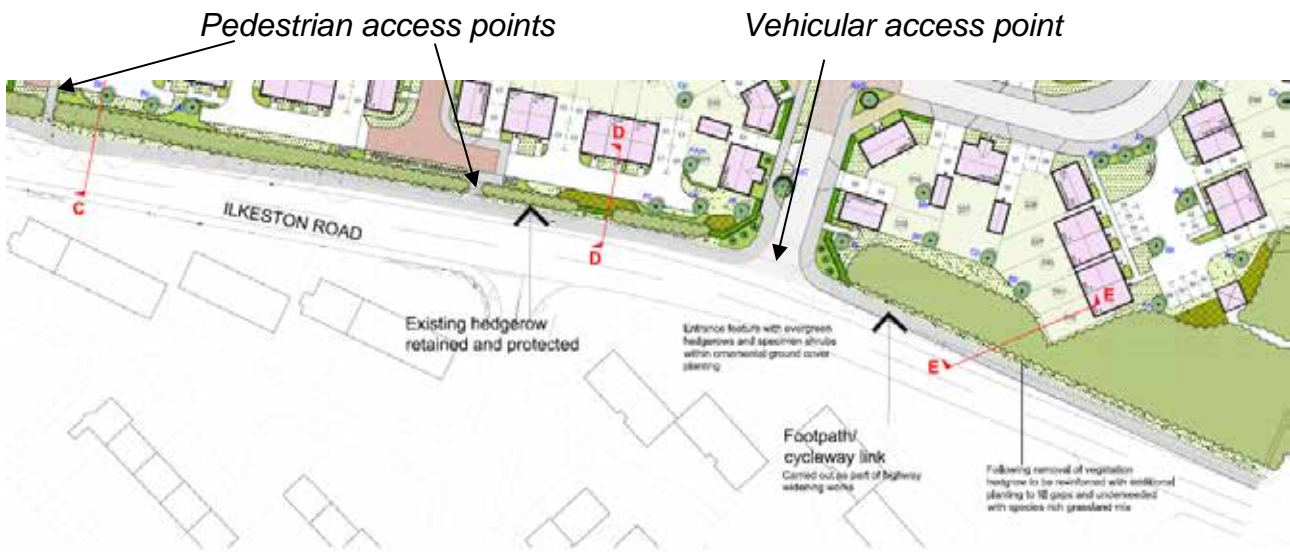 Pedestrian access points
Vehicular access point
D
C
ILKESTON ROAD
D
E
E
Existing hedgerow
retained and protected
Entrance feature with evergreen
hedgerows and specimen shrubs
within ornamental ground cover
planting
Footpath/
cycleway link
Carried out as part of highway
widening works
Following removal of vegetation
hedgrow to be reinforced with additional
planting to fill gaps and underseeded
with species rich grassland mix